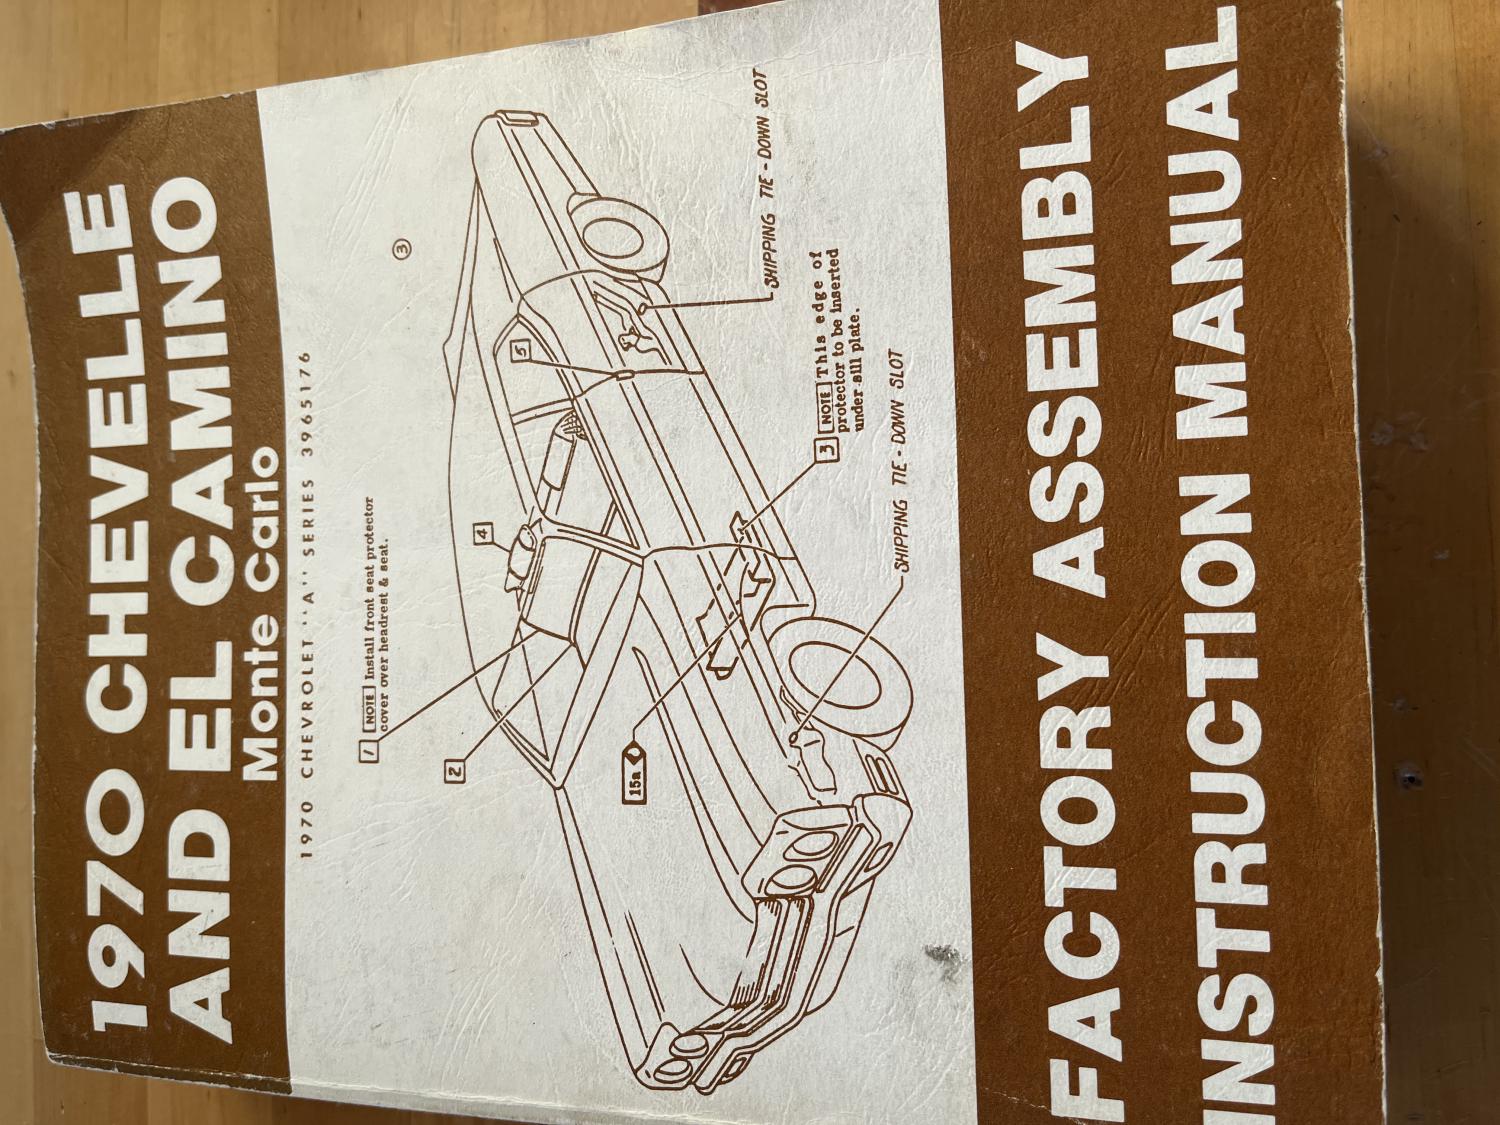 1970 CHEVELLE
AND EL CAMINO
Monte Carlo
1970 CHEVROLET "A" SERIES 3965176
3
1 NOTE Install front seat protector
cover over headrest & seat.
2
4
5
15a
SHIPPING TIE-DOWN SLOT
3 NOTE This edge of
protector to be inserted
under sill plate.
SHIPPING TIE-DOWN SLOT
FACTORY ASSEMBLY
INSTRUCTION MANUAL